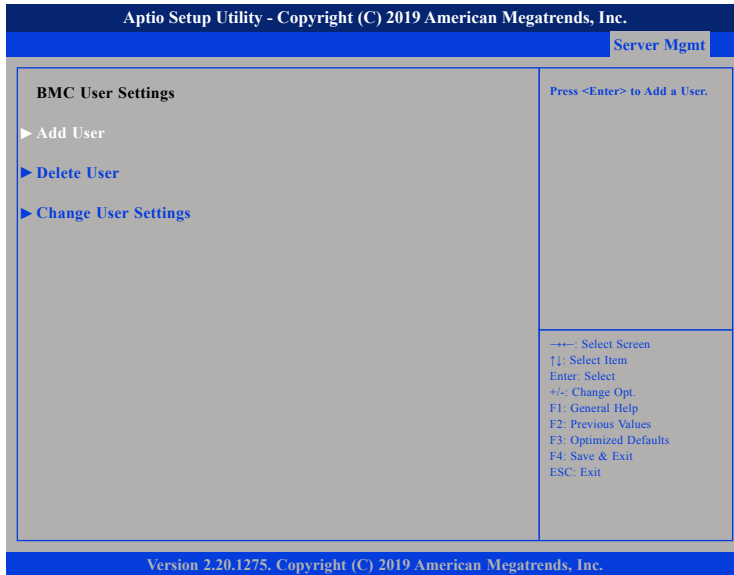 Aptio Setup Utility - Copyright (C) 2019 American Megatrends, Inc.
Server Mgmt
BMC User Settings
► Add User
► Delete User
► Change User Settings
Press <Enter> to Add a User.
→←: Select Screen
↑↓: Select Item
Enter: Select
+/-: Change Opt.
F1: General Help
F2: Previous Values
F3: Optimized Defaults
F4: Save & Exit
ESC: Exit
Version 2.20.1275. Copyright (C) 2019 American Megatrends, Inc.